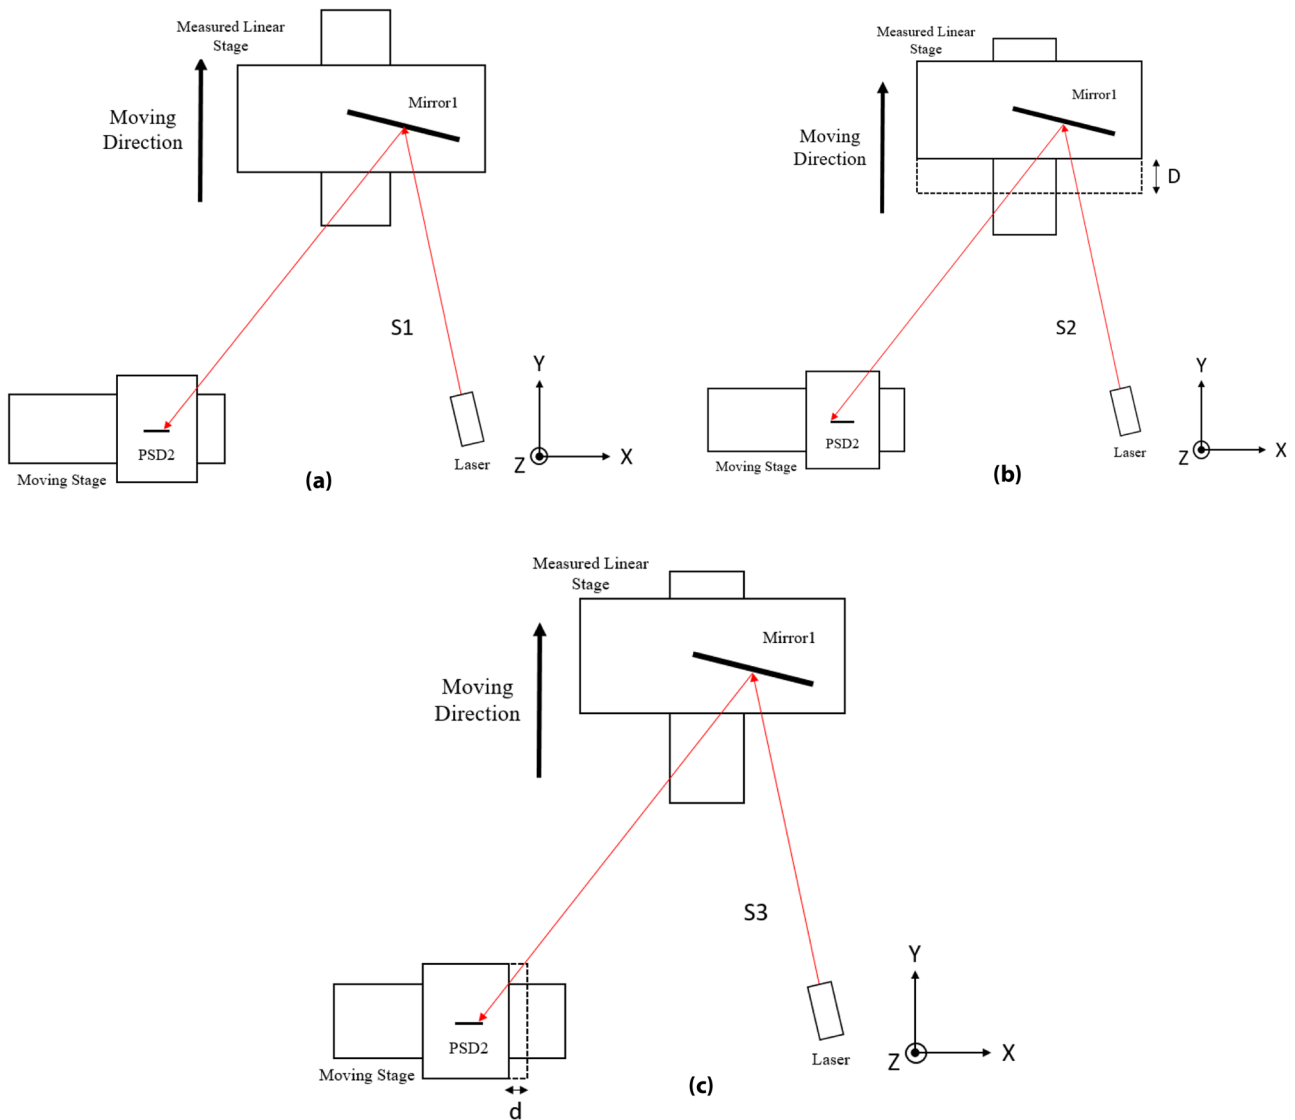 Measured Linear
Stage
Mirror1
Moving
Direction
S1
Y
PSD2
Moving Stage
Laser
Z
X
(a)
Measured Linear
Stage
Mirror1
Moving
Direction
D
S2
Y
PSD2
Moving Stage
Laser
Z
X
(b)
Measured Linear
Stage
Mirror1
Moving
Direction
S3
Y
PSD2
Moving Stage
Laser
Z
X
d
(c)